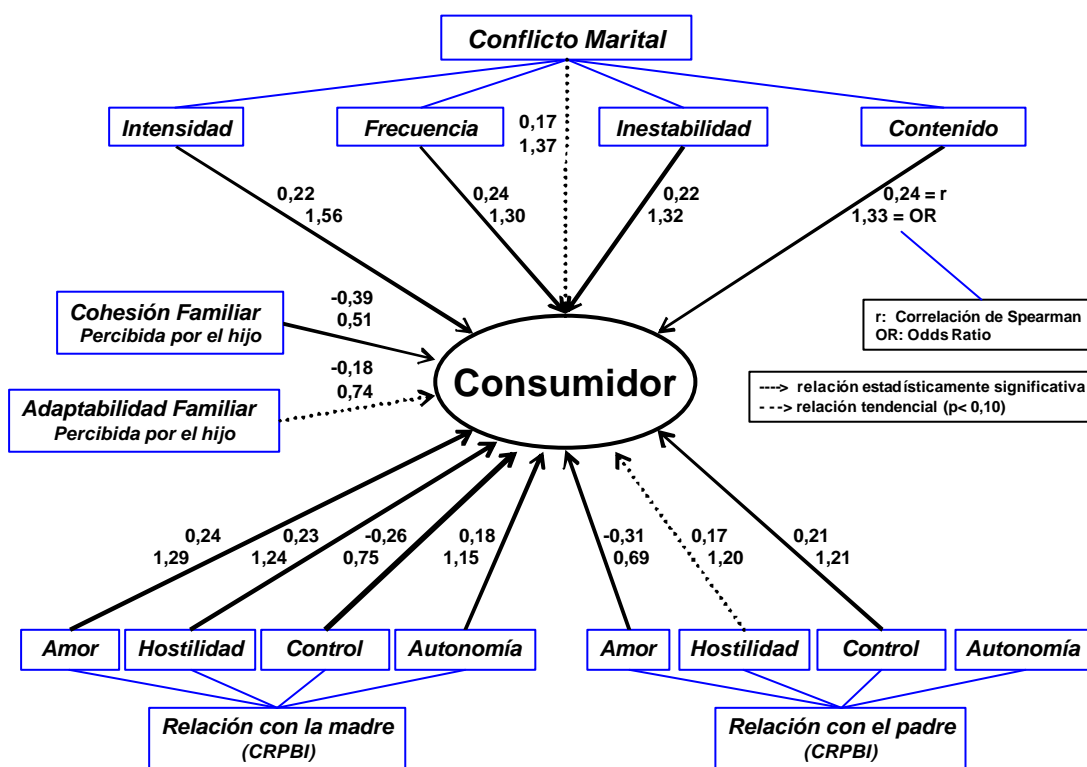 Conflicto Marital
Intensidad
Frecuencia
Inestabilidad
Contenido
0,17
1,37
0,22
1,56
0,24
1,30
0,22
1,32
0,24 = r
1,33 = OR
Cohesión Familiar
Percibida por el hijo
-0,39
0,51
r: Correlación de Spearman
OR: Odds Ratio
Adaptabilidad Familiar
Percibida por el hijo
-0,18
0,74
Consumidor
----> relación estadísticamente significativa
- - -> relación tendencial (p< 0,10)
0,24
1,29
0,23
1,24
-0,26
0,75
0,18
1,15
-0,31
0,69
0,17
1,20
0,21
1,21
Amor
Hostilidad
Control
Autonomía
Amor
Hostilidad
Control
Autonomía
Relación con la madre
(CRPBI)
Relación con el padre
(CRPBI)